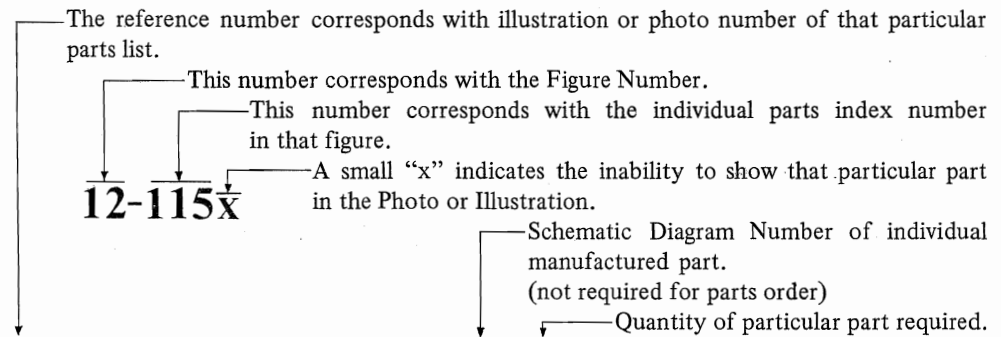 The reference number corresponds with illustration or photo number of that particular
parts list.
This number corresponds with the Figure Number.
This number corresponds with the individual parts index number
in that figure.
A small “x” indicates the inability to show that particular part
12-115x
in the Photo or Illustration.
Schematic Diagram Number of individual
manufactured part.
(not required for parts order)
Quantity of particular part required.